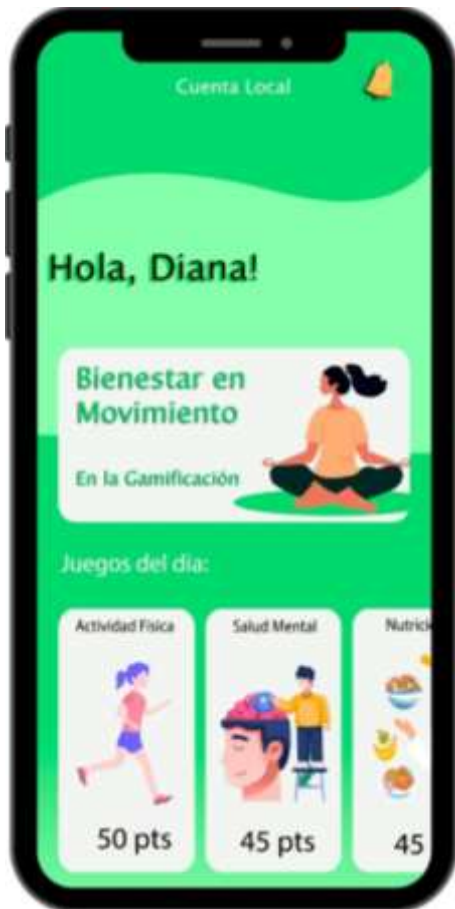 Cuenta Local
Hola, Diana!
Bienestar en
Movimiento
En la Gamificación
Juegos del dia:
Actividad Física
Salud Mental
50 pts
45 pts
45